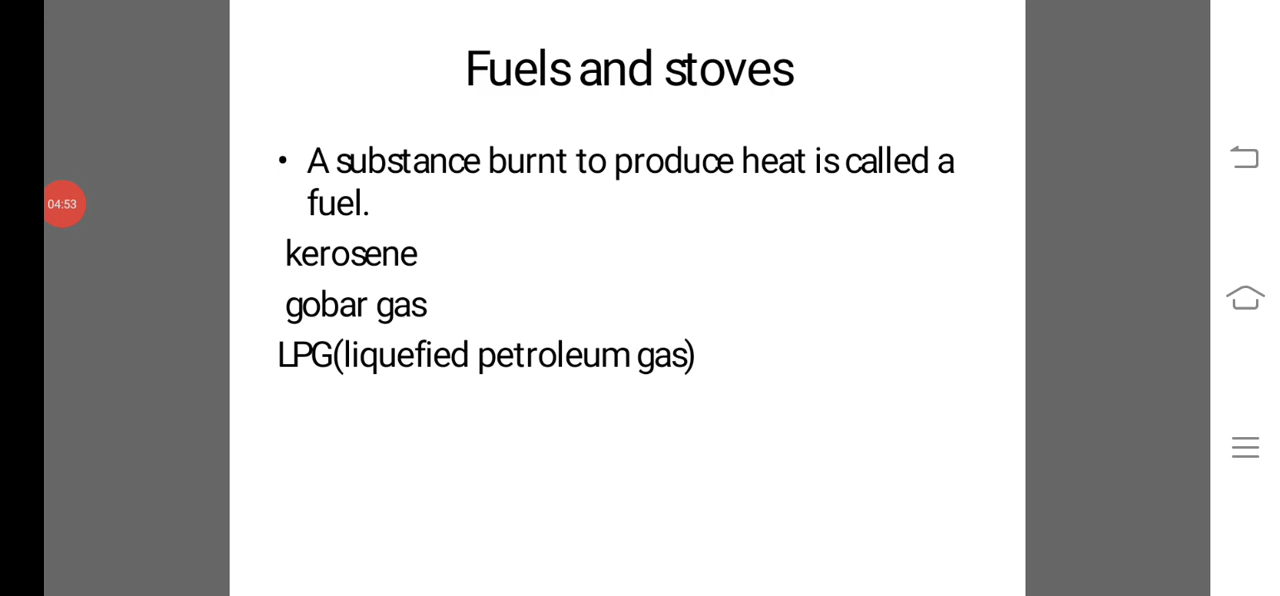 Fuels and stoves
• A substance burnt to produce heat is called a
fuel.
04:53
kerosene
gobar gas
LPG(liquefied petroleum gas)